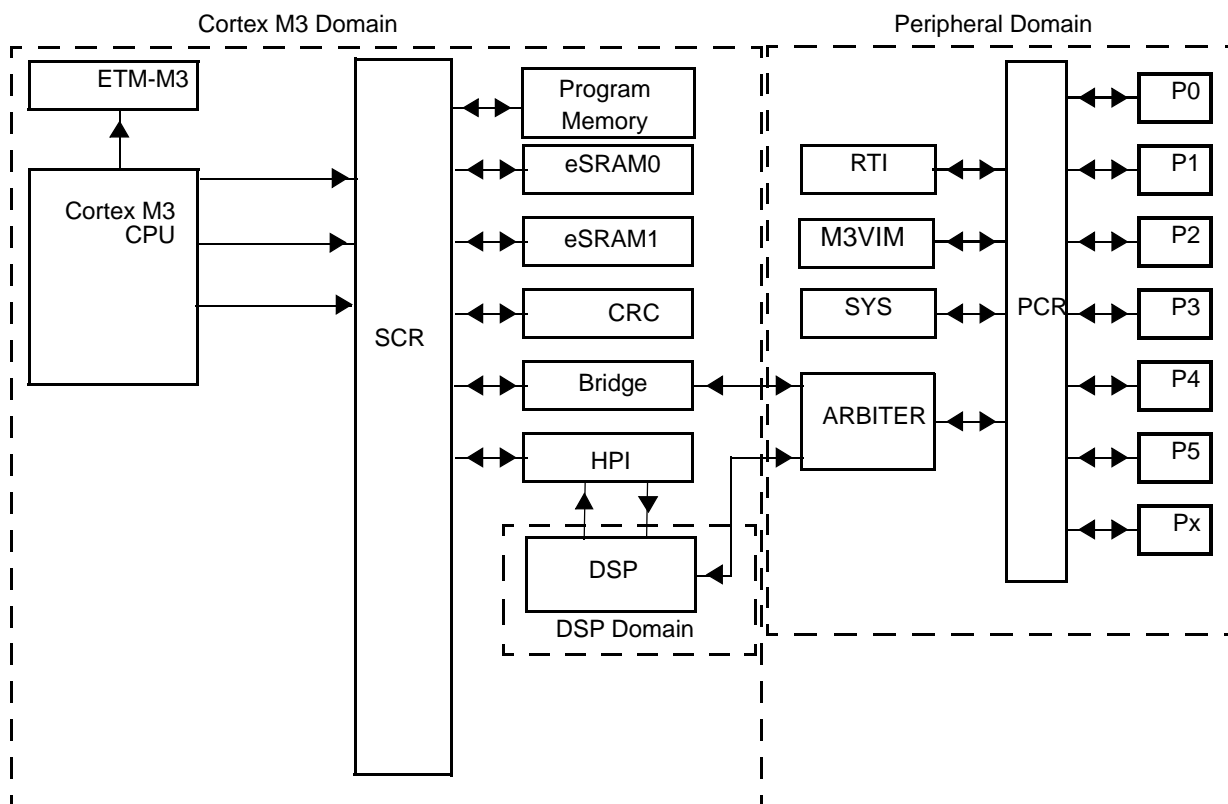 Cortex M3 Domain
Peripheral Domain
ETM-M3
Cortex M3
CPU
SCR
Program
Memory
eSRAM0
eSRAM1
CRC
Bridge
HPI
DSP
DSP Domain
RTI
M3VIM
SYS
ARBITER
PCR
P0
P1
P2
P3
P4
P5
Px